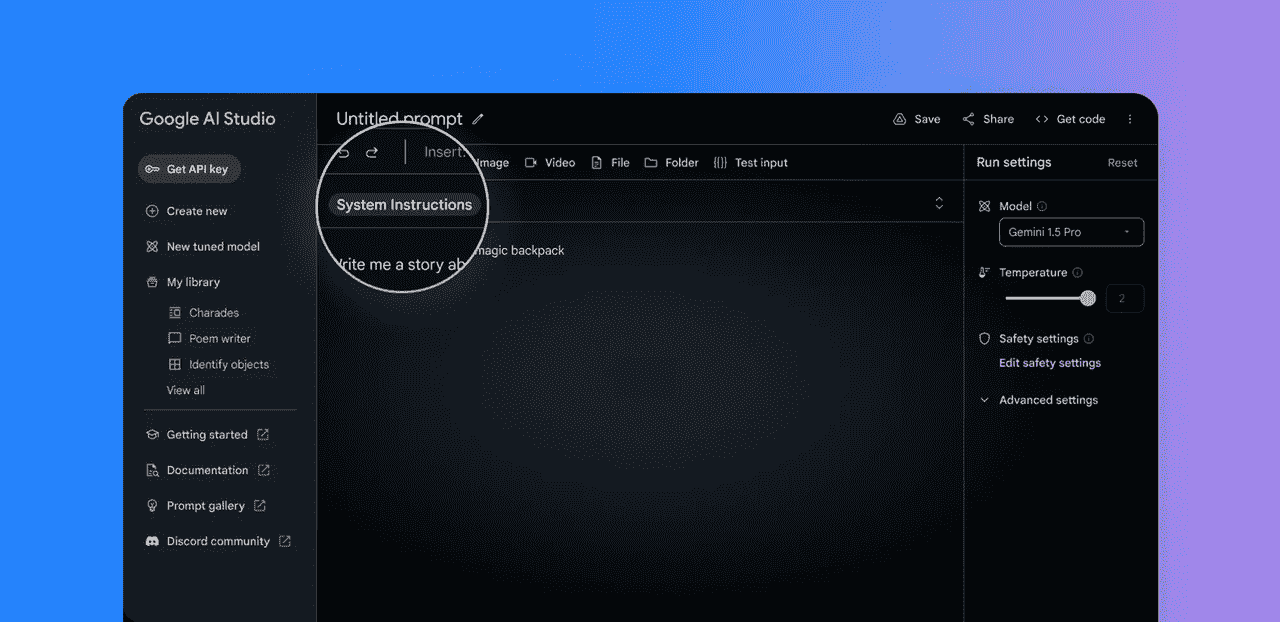 Google AI Studio
Get API key
Create new
New tuned model
My library
Charades
Poem writer
Identify objects
View all
Getting started
Documentation
Prompt gallery
Discord community
Untitled prompt
Save
Share
Get code
Insert:
Image
Video
File
Folder
Test input
System Instructions
me a story
magic backpack
Run settings
Reset
Model
Gemini 1.5 Pro
Temperature
2
Safety settings
Edit safety settings
Advanced settings